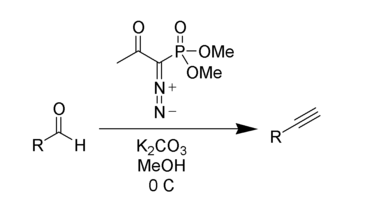 O O
P OMe
OMe
N +
N −
O
R H
K2CO3
MeOH
0 C
R